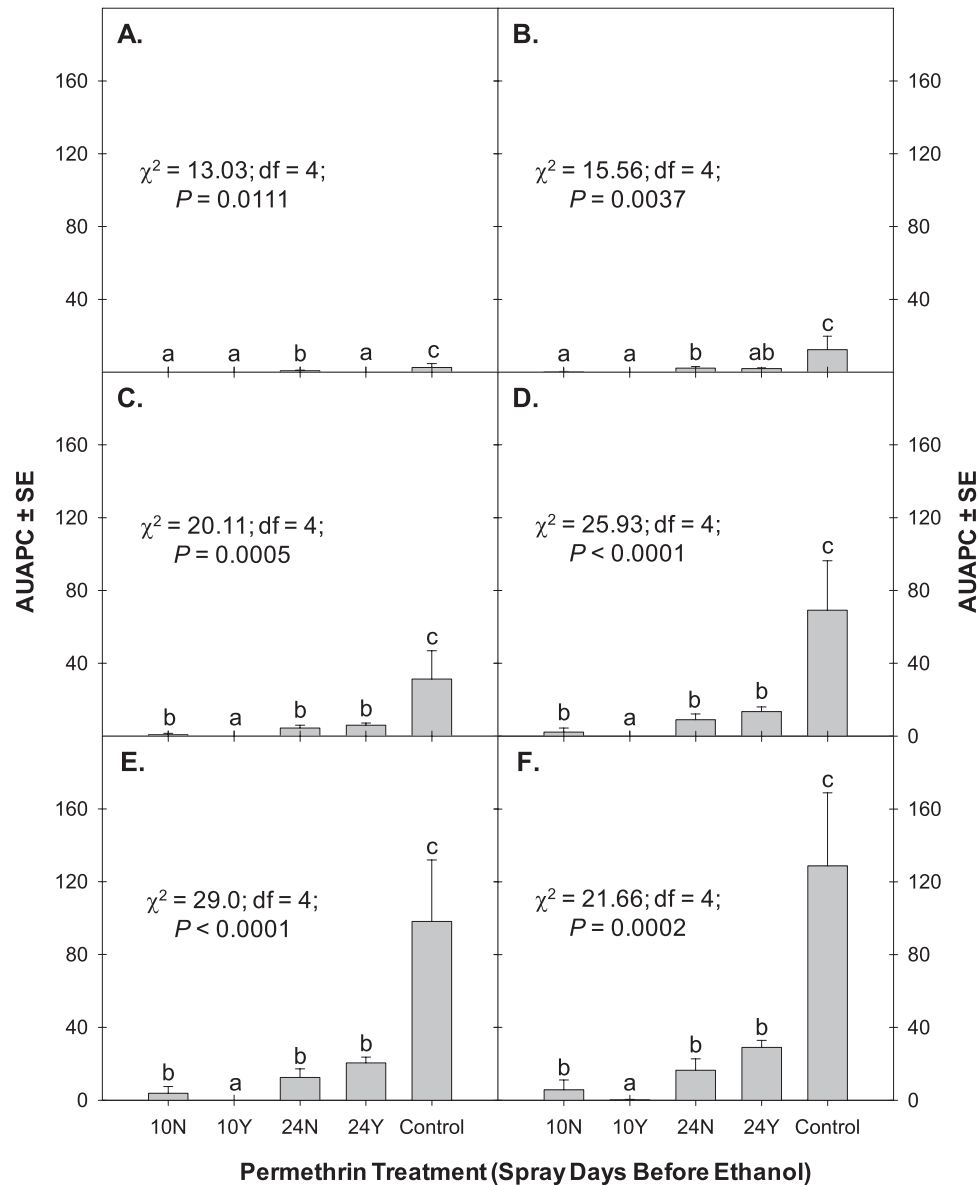 A.
B.
160
160
120
120
χ² = 13.03; df = 4;
P = 0.0111
χ² = 15.56; df = 4;
P = 0.0037
80
80
40
40
a a b a c
a a b ab c
C.
D.
160
160
120
120
χ² = 20.11; df = 4;
P = 0.0005
χ² = 25.93; df = 4;
P < 0.0001
AUAPC ± SE
AUAPC ± SE
80
80
40
40
b a b b c
b a b b c
0
0
E.
F.
160
160
120
120
χ² = 29.0; df = 4;
P < 0.0001
χ² = 21.66; df = 4;
P = 0.0002
80
80
40
40
b a b b c
b a b b c
0
0
10N 10Y 24N 24Y Control
10N 10Y 24N 24Y Control
Permethrin Treatment (Spray Days Before Ethanol)